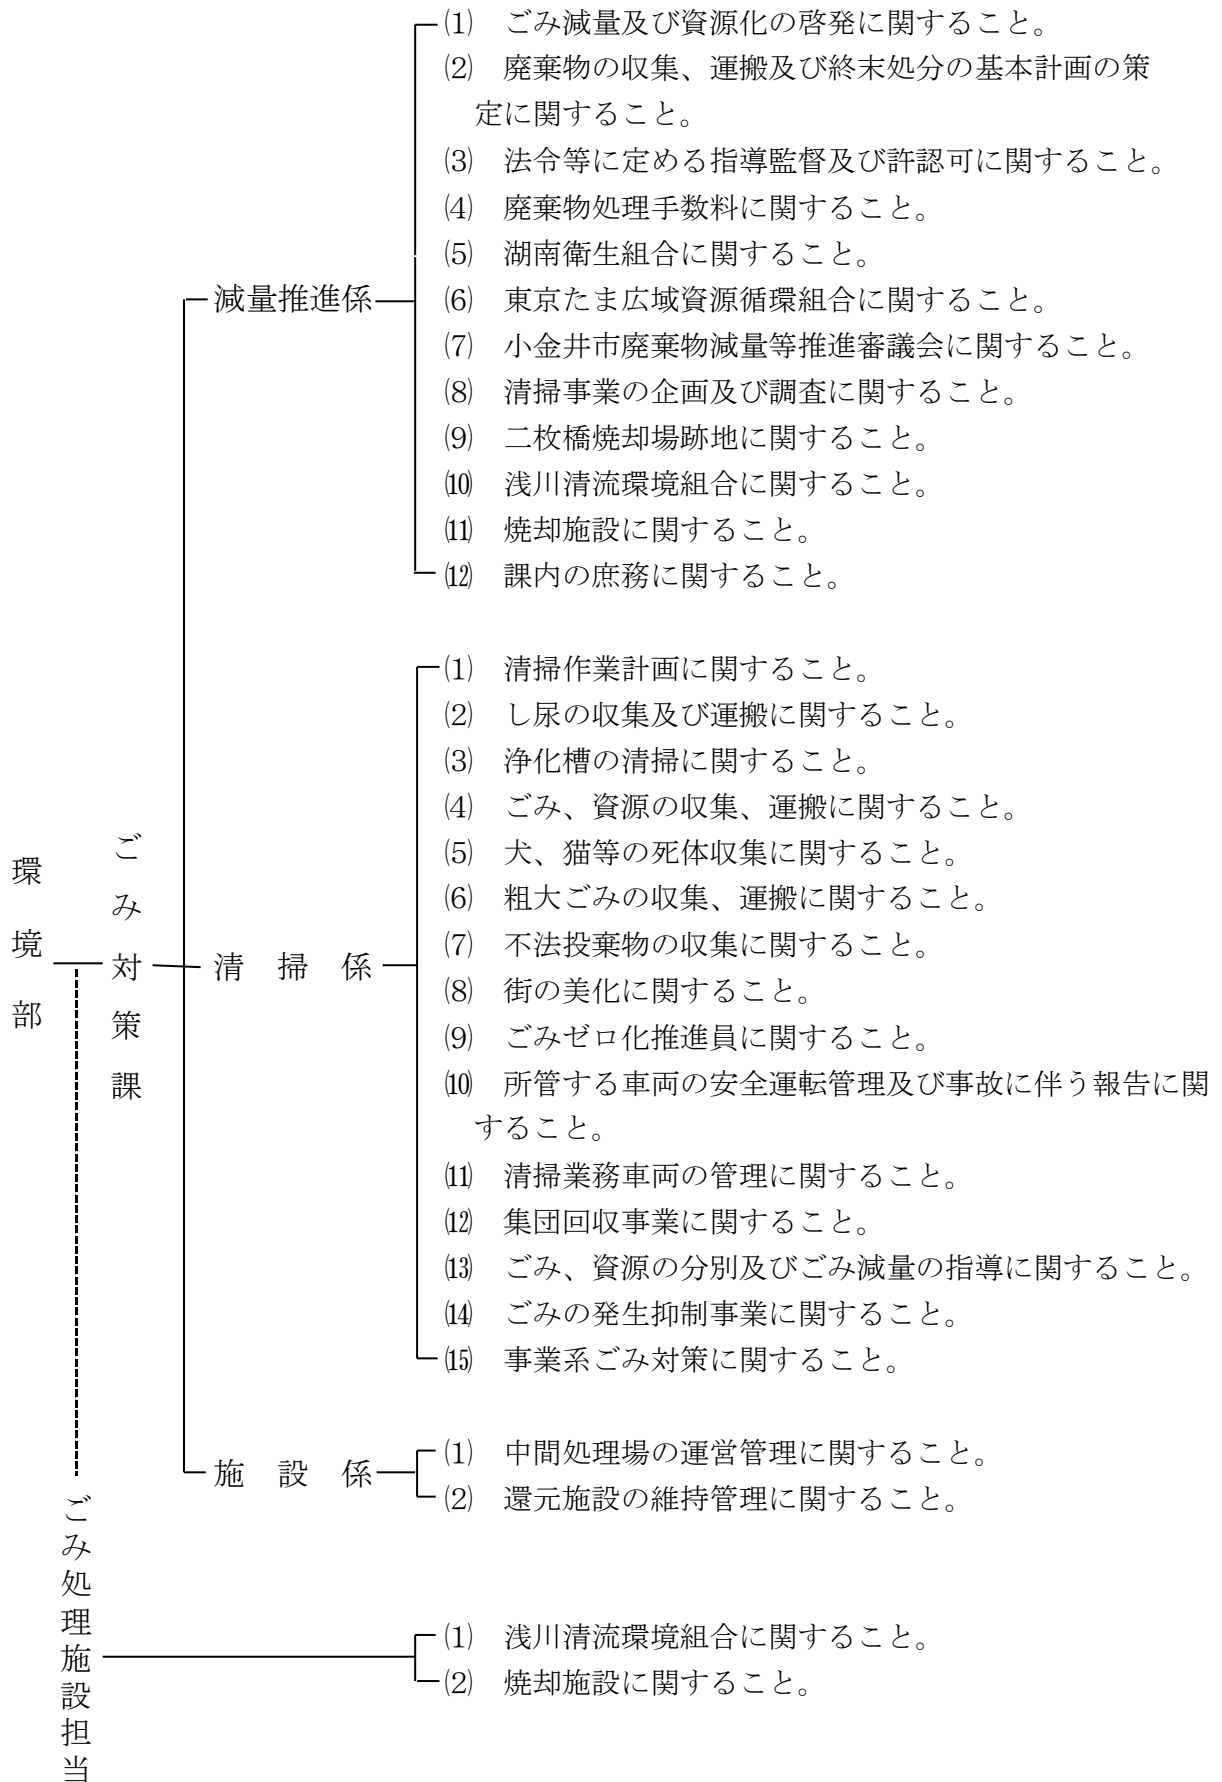 環境部
ごみ対策課
減量推進係
⑴　ごみ減量及び資源化の啓発に関すること。
⑵　廃棄物の収集、運搬及び終末処分の基本計画の策
定に関すること。
⑶　法令等に定める指導監督及び許認可に関すること。
⑷　廃棄物処理手数料に関すること。
⑸　湖南衛生組合に関すること。
⑹　東京たま広域資源循環組合に関すること。
⑺　小金井市廃棄物減量等推進審議会に関すること。
⑻　清掃事業の企画及び調査に関すること。
⑼　二枚橋焼却場跡地に関すること。
⑽　浅川清流環境組合に関すること。
⑾　焼却施設に関すること。
⑿　課内の庶務に関すること。
清掃係
⑴　清掃作業計画に関すること。
⑵　し尿の収集及び運搬に関すること。
⑶　浄化槽の清掃に関すること。
⑷　ごみ、資源の収集、運搬に関すること。
⑸　犬、猫等の死体収集に関すること。
⑹　粗大ごみの収集、運搬に関すること。
⑺　不法投棄物の収集に関すること。
⑻　街の美化に関すること。
⑼　ごみゼロ化推進員に関すること。
⑽　所管する車両の安全運転管理及び事故に伴う報告に関
すること。
⑾　清掃業務車両の管理に関すること。
⑿　集団回収事業に関すること。
⒀　ごみ、資源の分別及びごみ減量の指導に関すること。
⒁　ごみの発生抑制事業に関すること。
⒂　事業系ごみ対策に関すること。
施設係
⑴　中間処理場の運営管理に関すること。
⑵　還元施設の維持管理に関すること。
ごみ処理施設担当
⑴　浅川清流環境組合に関すること。
⑵　焼却施設に関すること。